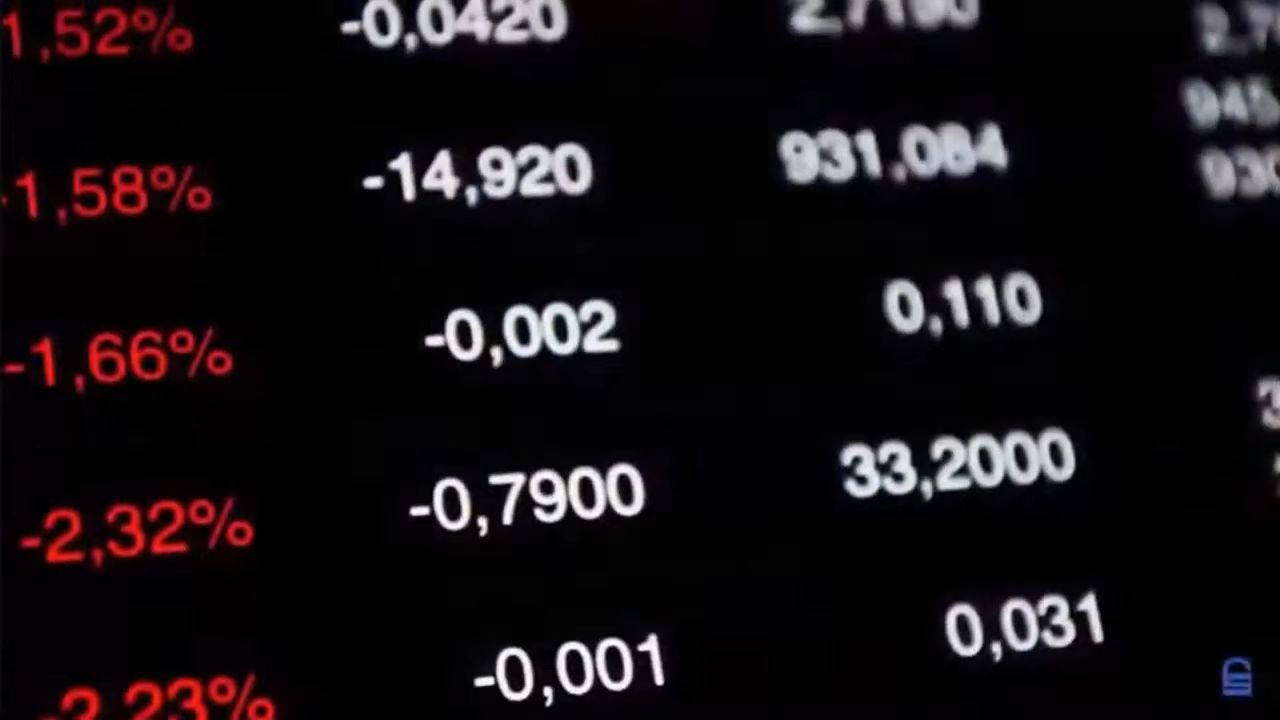 1,52% -0,0420
-1,58% -14,920 931,084
-1,66% -0,002 0,110
-2,32% -0,7900 33,2000
-0,001 0,031